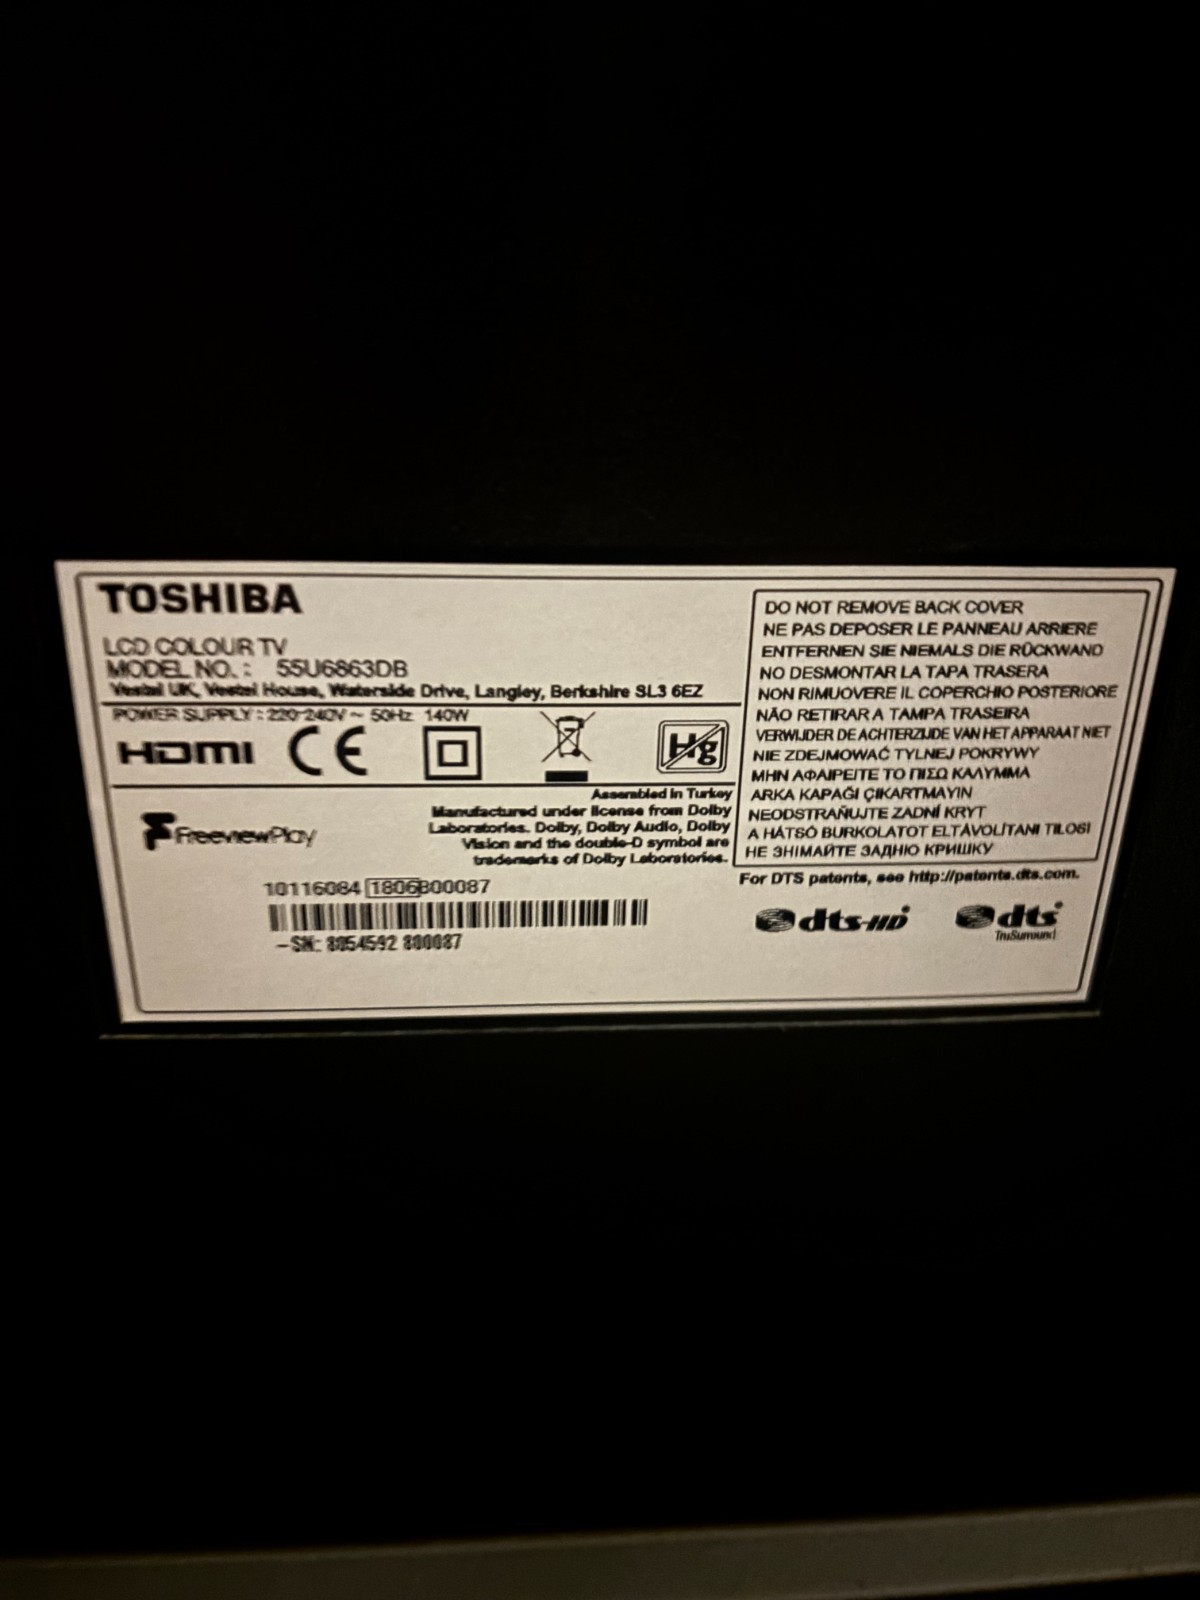 TOSHIBA
LCD COLOUR TV
MODEL NO. : 55U6863DB
Vestel UK, Vestel House, Waterside Drive, Langley, Berkshire SL3 6EZ
POWER SUPPLY : 220-240V ~ 50Hz 140W
HDMI CE Hg
Assembled in Turkey
Manufactured under license from Dolby
Laboratories. Dolby, Dolby Audio, Dolby
Vision and the double-D symbol are
trademarks of Dolby Laboratories.
FreeviewPlay
10116084 1806B00087
DO NOT REMOVE BACK COVER
NE PAS DEPOSER LE PANNEAU ARRIERE
ENTFERNEN SIE NIEMALS DIE RÜCKWAND
NO DESMONTAR LA TAPA TRASERA
NON RIMUOVERE IL COPERCHIO POSTERIORE
NÃO RETIRAR A TAMPA TRASEIRA
VERWIJDER DE ACHTERZIJDE VAN HET APPARAAT NIET
NIE ZDEJMOWAĆ TYLNEJ POKRYWY
ΜΗΝ ΑΦΑΙΡΕΙΤΕ ΤΟ ΠΙΣΩ ΚΑΛΥΜΜΑ
ARKA KAPAĞI ÇIKARTMAYIN
NEODSTRAŇUJTE ZADNÍ KRYT
A HÁTSÓ BURKOLATOT ELTÁVOLÍTANI TILOS!
НЕ ЗНІМАЙТЕ ЗАДНЮ КРИШКУ
For DTS patents, see http://patents.dts.com.
dts-HD dts
TruSurround